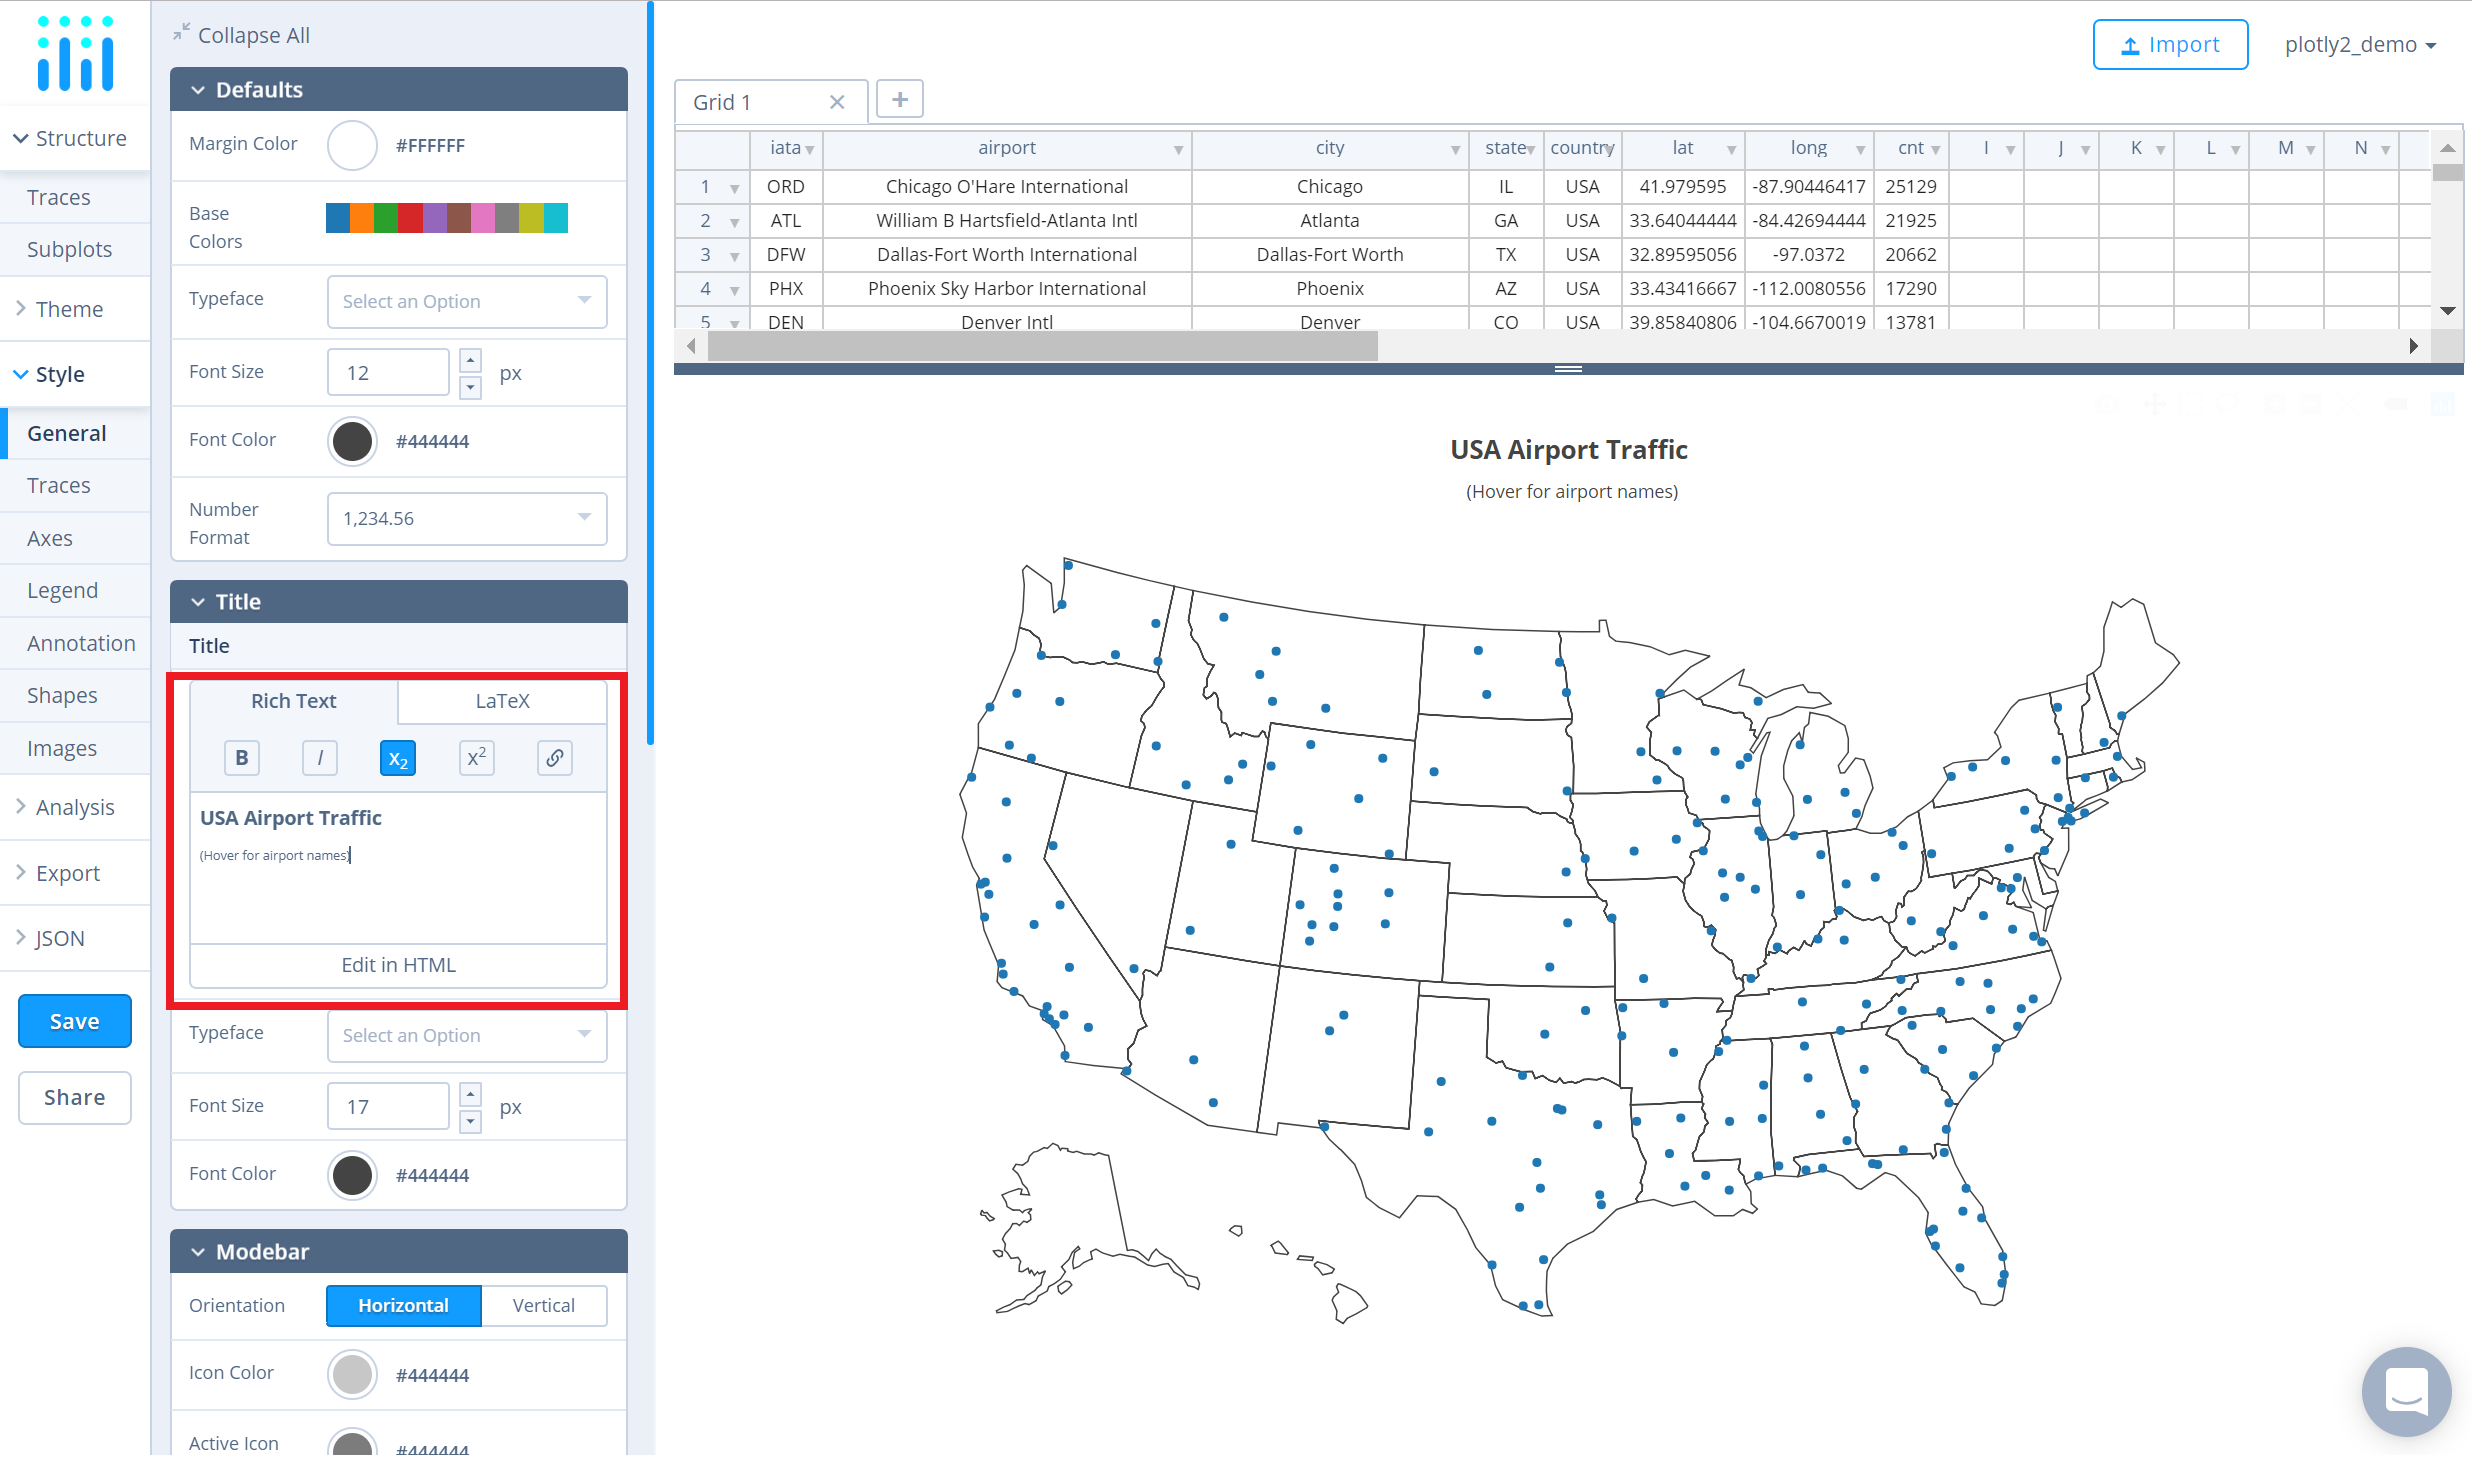 Collapse All
Import
plotly2_demo
Structure
Traces
Subplots
Theme
Style
General
Traces
Axes
Legend
Annotation
Shapes
Images
Analysis
Export
JSON
Save
Share
Defaults
Margin Color #FFFFFF
Base Colors
Typeface Select an Option
Font Size 12 px
Font Color #444444
Number Format 1,234.56
Title
Title
Rich Text LaTeX
B I x2 x2
USA Airport Traffic
(Hover for airport names)
Edit in HTML
Typeface Select an Option
Font Size 17 px
Font Color #444444
Modebar
Orientation Horizontal Vertical
Icon Color #444444
Active Icon #444444
Grid 1
iata airport city state country lat long cnt I J K L M N
1 ORD Chicago O'Hare International Chicago IL USA 41.979595 -87.90446417 25129
2 ATL William B Hartsfield-Atlanta Intl Atlanta GA USA 33.64044444 -84.42694444 21925
3 DFW Dallas-Fort Worth International Dallas-Fort Worth TX USA 32.89595056 -97.0372 20662
4 PHX Phoenix Sky Harbor International Phoenix AZ USA 33.43416667 -112.0080556 17290
5 DEN Denver Intl Denver CO USA 39.85840806 -104.6670019 13781
USA Airport Traffic
(Hover for airport names)